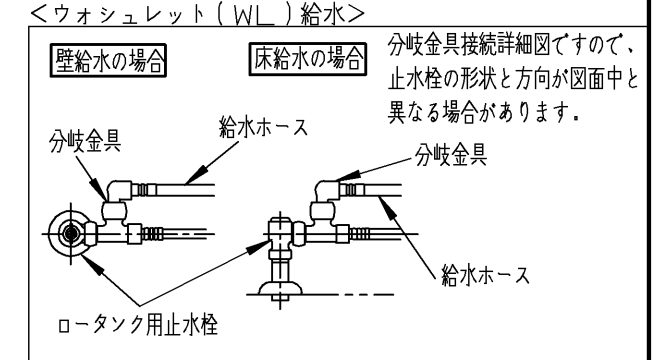 <ウォシュレット(WL)給水>
壁給水の場合
床給水の場合
分岐金具接続詳細図ですので、
止水栓の形状と方向が図面中と
異なる場合があります.
分岐金具
給水ホース
分岐金具
給水ホース
ロータンク用止水栓